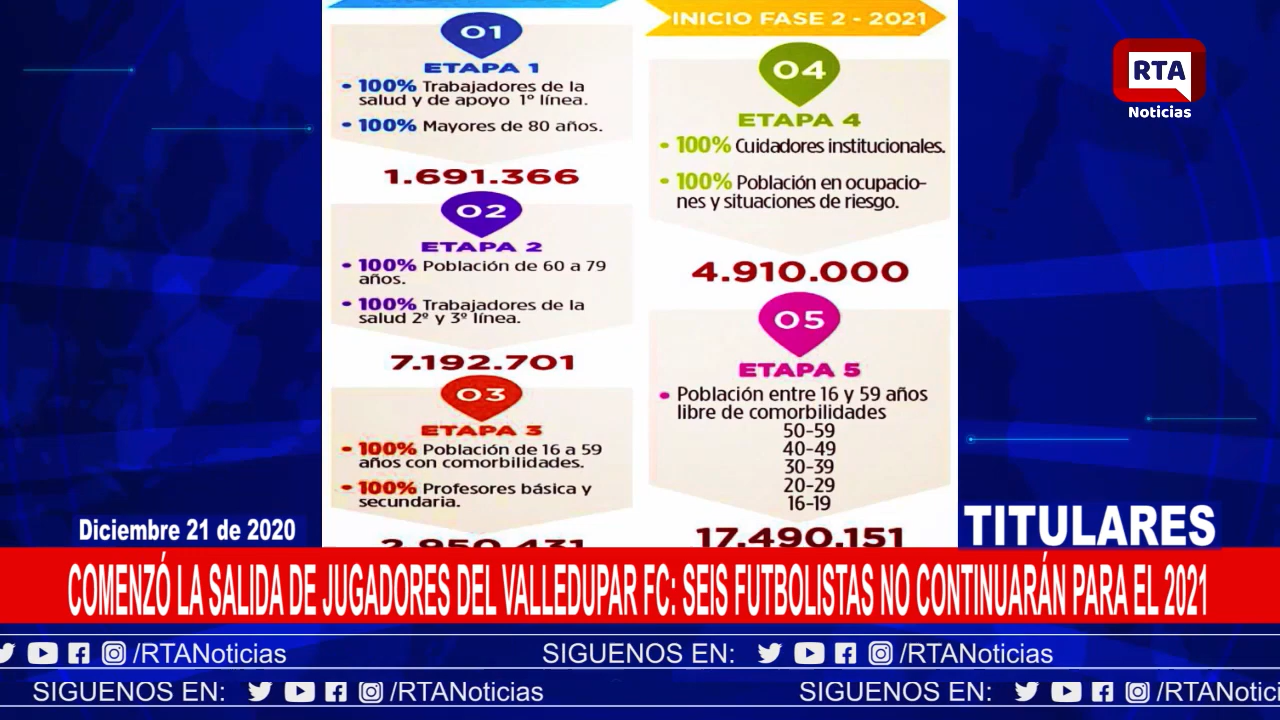 01
ETAPA 1
• 100% Trabajadores de la
salud y de apoyo 1º línea.
• 100% Mayores de 80 años.
1.691.366
02
ETAPA 2
• 100% Población de 60 a 79
años.
• 100% Trabajadores de la
salud 2º y 3º línea.
7.192.701
03
ETAPA 3
• 100% Población de 16 a 59
años con comorbilidades.
• 100% Profesores básica y
secundaria.
2.950.431
INICIO FASE 2 - 2021
04
ETAPA 4
• 100% Cuidadores institucionales.
• 100% Población en ocupacio-
nes y situaciones de riesgo.
4.910.000
05
ETAPA 5
• Población entre 16 y 59 años
libre de comorbilidades
50-59
40-49
30-39
20-29
16-19
17.490.151
RTA
Noticias
Diciembre 21 de 2020
TITULARES
COMENZÓ LA SALIDA DE JUGADORES DEL VALLEDUPAR FC: SEIS FUTBOLISTAS NO CONTINUARÁN PARA EL 2021
/RTANoticias SIGUENOS EN: /RTANoticias
SIGUENOS EN: /RTANoticias SIGUENOS EN: /RTANotici